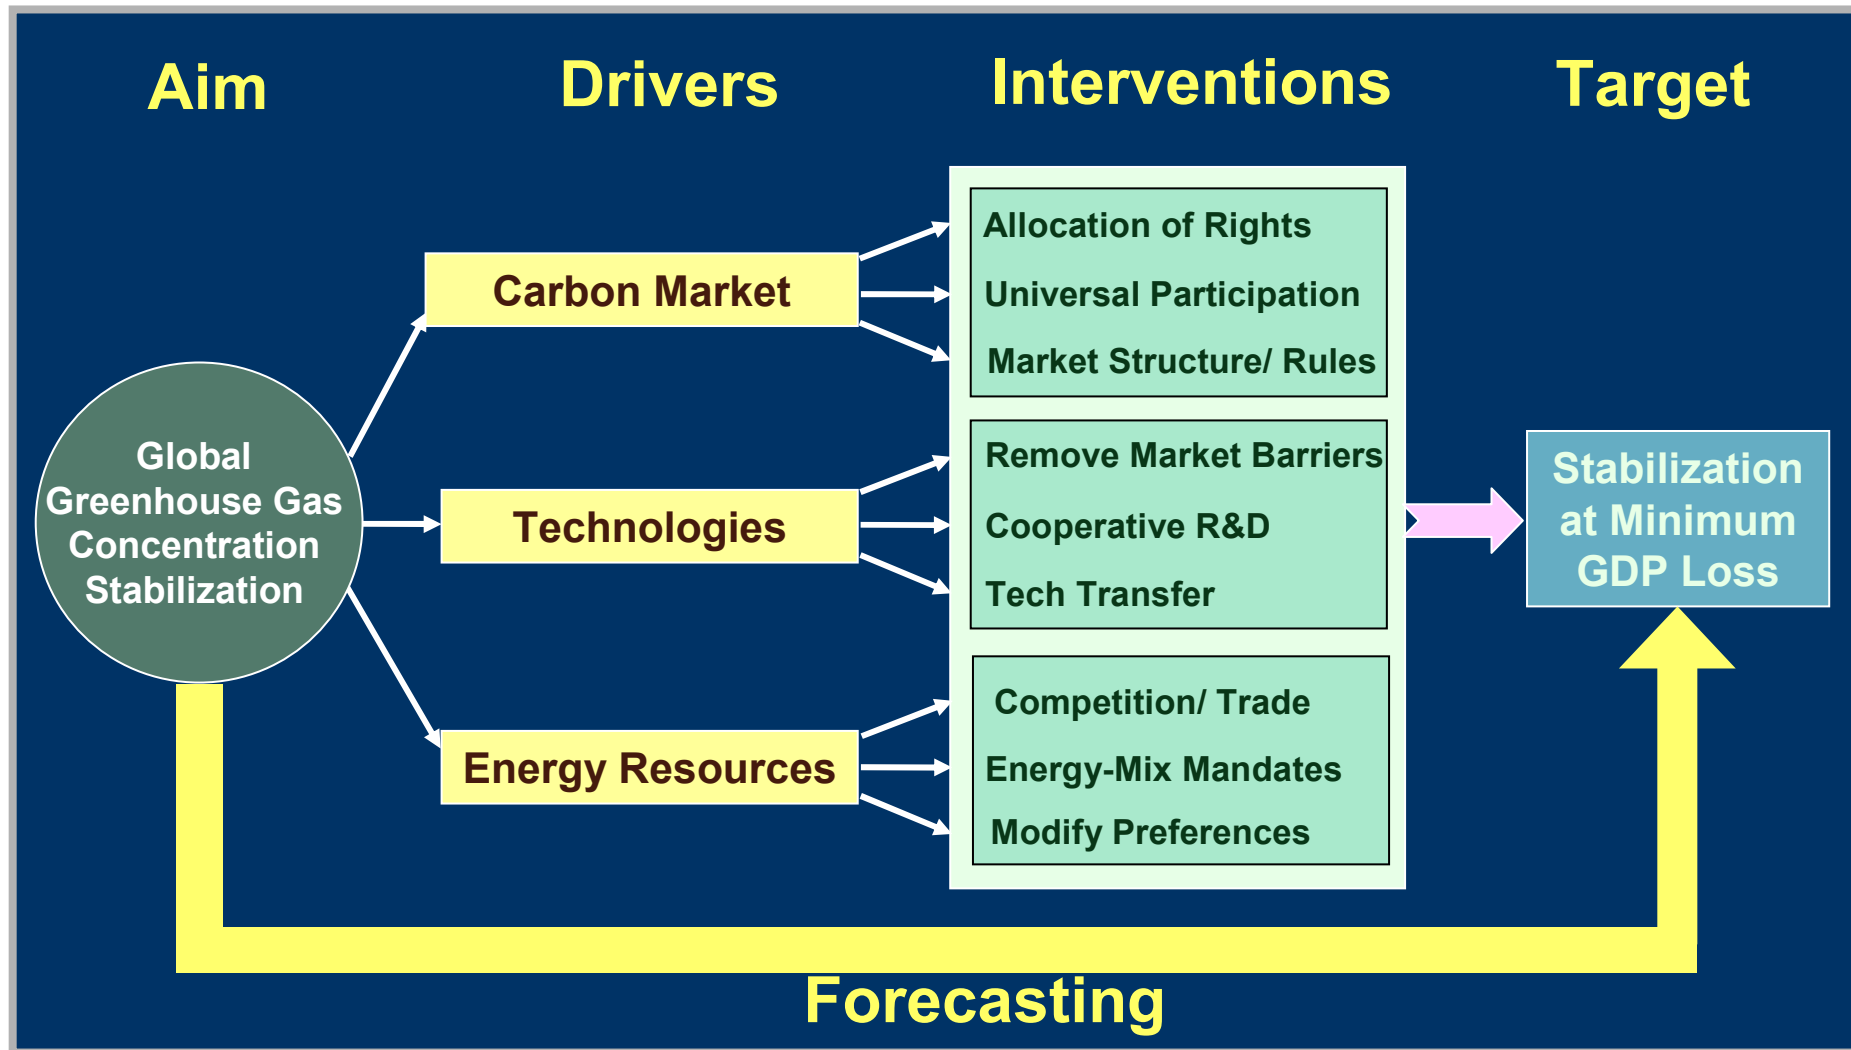 Aim
Drivers
Interventions
Target
Global
Greenhouse Gas
Concentration
Stabilization
Carbon Market
Technologies
Energy Resources
Allocation of Rights
Universal Participation
Market Structure/ Rules
Remove Market Barriers
Cooperative R&D
Tech Transfer
Competition/ Trade
Energy-Mix Mandates
Modify Preferences
Stabilization
at Minimum
GDP Loss
Forecasting